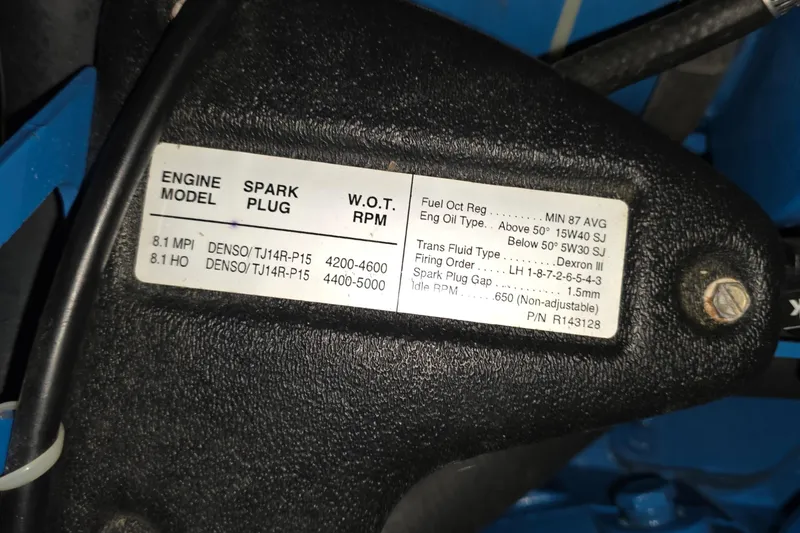 ENGINE MODEL SPARK PLUG W.O.T. RPM
8.1 MPI DENSO/TJ14R-P15 4200-4600
8.1 HO DENSO/TJ14R-P15 4400-5000
Fuel Oct Reg ......... MIN 87 AVG
Eng Oil Type.. Above 50° 15W40 SJ
Below 50° 5W30 SJ
Trans Fluid Type ......... Dexron III
Firing Order ..... LH 1-8-7-2-6-5-4-3
Spark Plug Gap ............ 1.5mm
Idle RPM ......650 (Non-adjustable)
P/N R143128